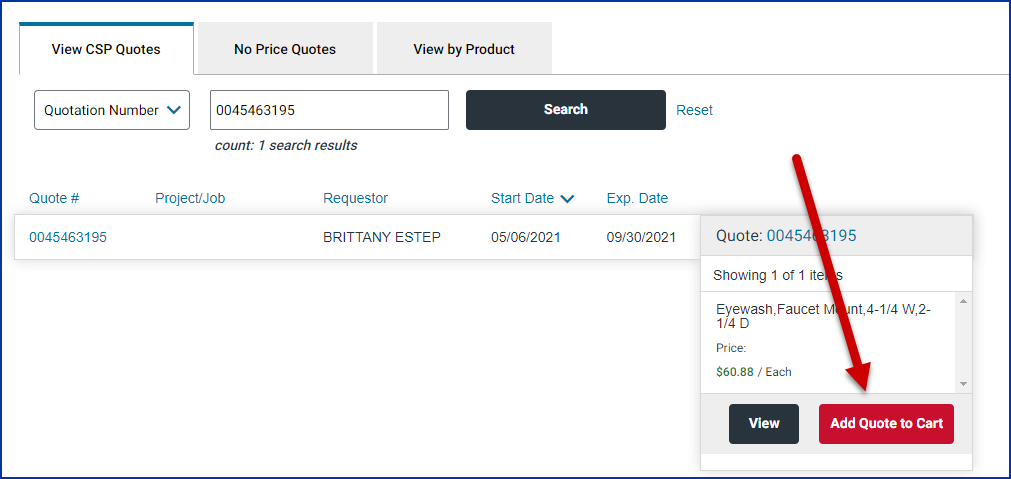 View CSP Quotes
No Price Quotes
View by Product
Quotation Number
0045463195
Search
Reset
count: 1 search results
Quote #
Project/Job
Requestor
Start Date
Exp. Date
0045463195
BRITTANY ESTEP
05/06/2021
09/30/2021
Quote: 0045463195
Showing 1 of 1 items
Eyewash,Faucet Mount,4-1/4 W,2-
1/4 D
Price:
$60.88 / Each
View
Add Quote to Cart